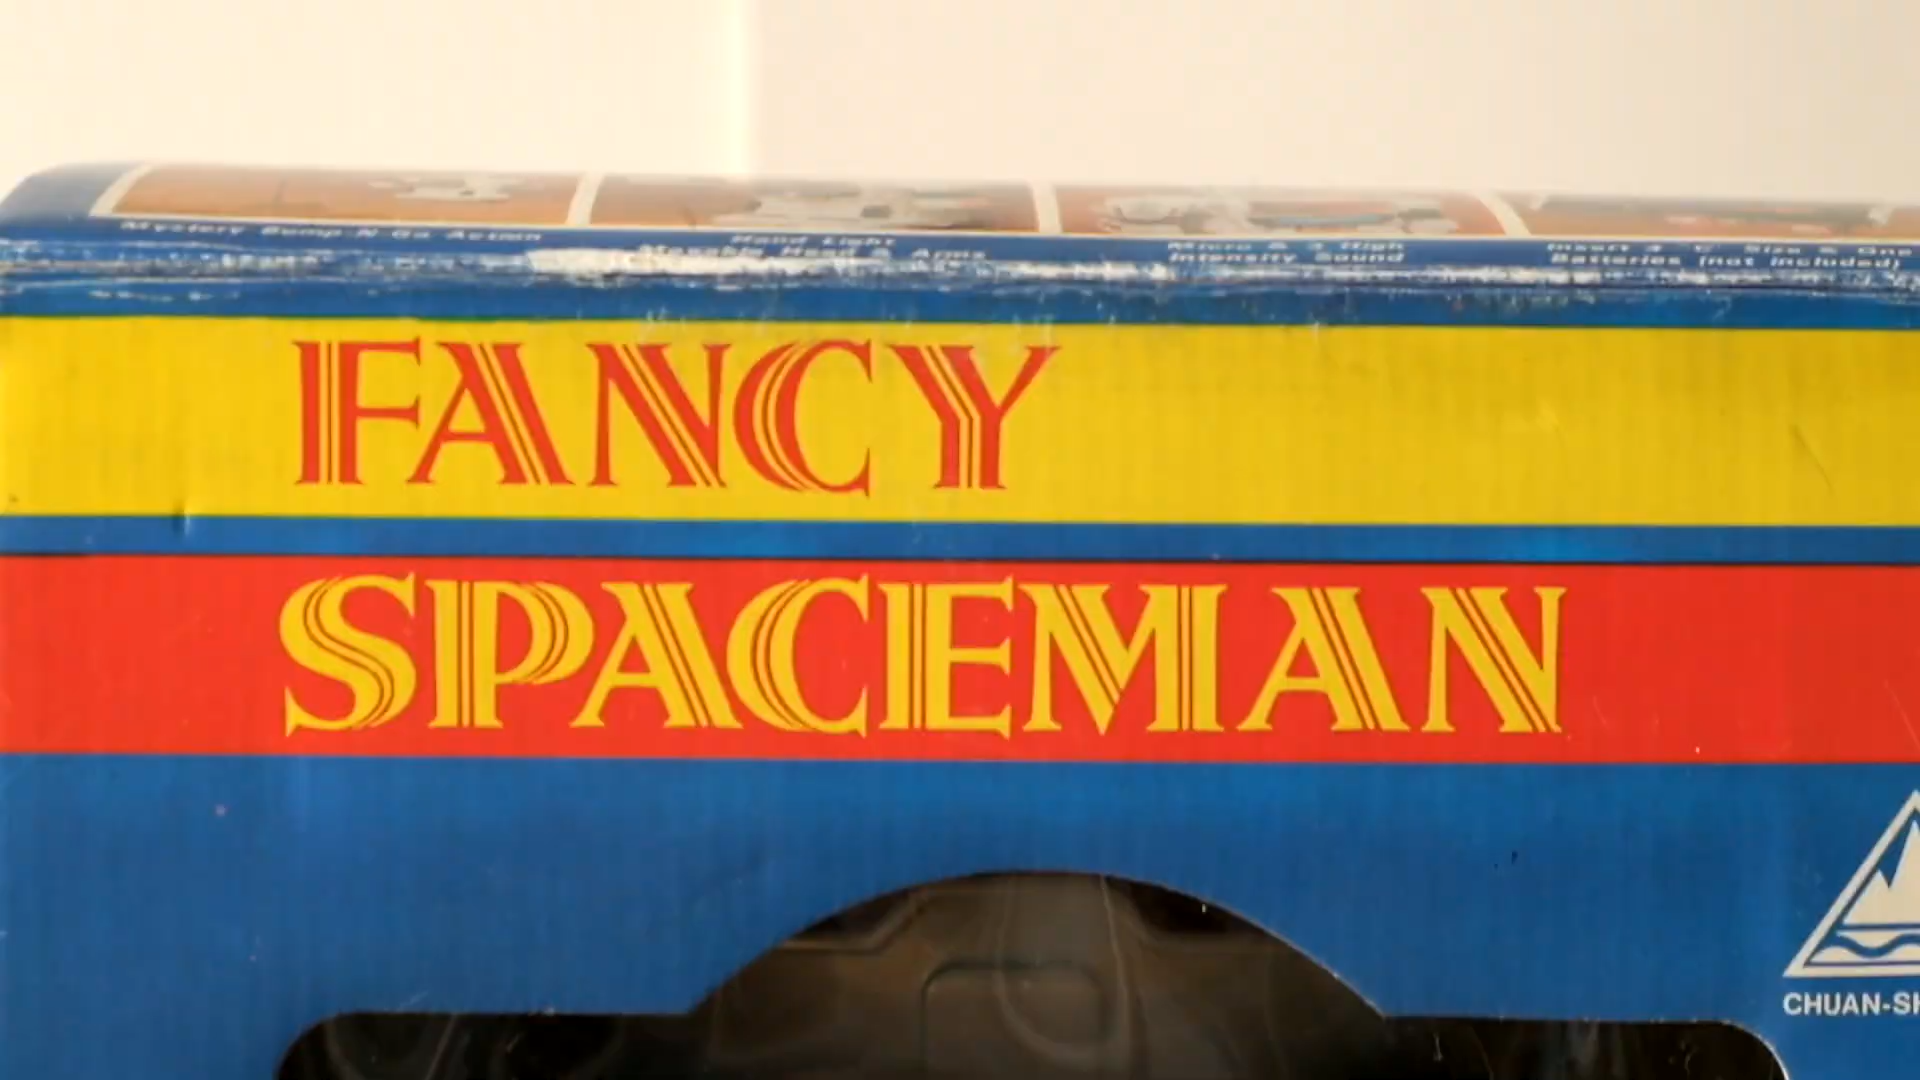 Mystery Bump N Go Action
Hand Light
Movable Head & Arms
Micro & 3 High
Intensity Sound
Insert 4 "C" Size & One
Batteries (not included)
FANCY
SPACEMAN
CHUAN-SH